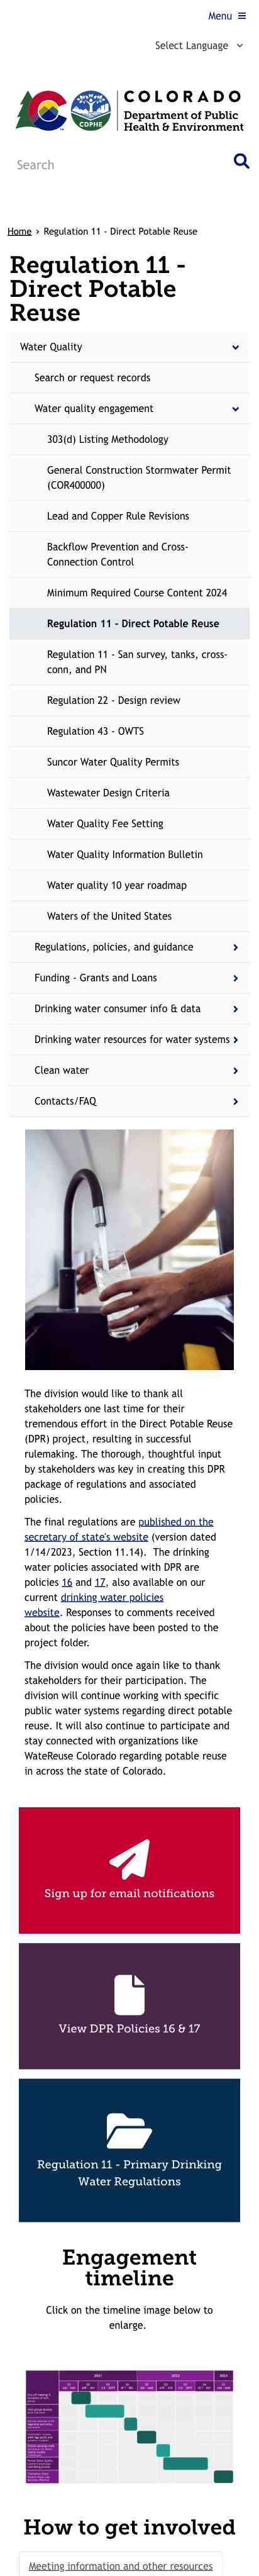 Menu
Select Language
COLORADO
Department of Public
Health & Environment
CDPHE
Search
Home › Regulation 11 - Direct Potable Reuse
Regulation 11 -
Direct Potable
Reuse
Water Quality
Search or request records
Water quality engagement
303(d) Listing Methodology
General Construction Stormwater Permit
(COR400000)
Lead and Copper Rule Revisions
Backflow Prevention and Cross-
Connection Control
Minimum Required Course Content 2024
Regulation 11 - Direct Potable Reuse
Regulation 11 - San survey, tanks, cross-
conn, and PN
Regulation 22 - Design review
Regulation 43 - OWTS
Suncor Water Quality Permits
Wastewater Design Criteria
Water Quality Fee Setting
Water Quality Information Bulletin
Water quality 10 year roadmap
Waters of the United States
Regulations, policies, and guidance
Funding - Grants and Loans
Drinking water consumer info & data
Drinking water resources for water systems
Clean water
Contacts/FAQ
The division would like to thank all
stakeholders one last time for their
tremendous effort in the Direct Potable Reuse
(DPR) project, resulting in successful
rulemaking. The thorough, thoughtful input
by stakeholders was key in creating this DPR
package of regulations and associated
policies.
The final regulations are published on the
secretary of state's website (version dated
1/14/2023, Section 11.14). The drinking
water policies associated with DPR are
policies 16 and 17, also available on our
current drinking water policies
website. Responses to comments received
about the policies have been posted to the
project folder.
The division would once again like to thank
stakeholders for their participation. The
division will continue working with specific
public water systems regarding direct potable
reuse. It will also continue to participate and
stay connected with organizations like
WateReuse Colorado regarding potable reuse
in across the state of Colorado.
Sign up for email notifications
View DPR Policies 16 & 17
Regulation 11 - Primary Drinking
Water Regulations
Engagement
timeline
Click on the timeline image below to
enlarge.
2021 2022 2023
How to get involved
Meeting information and other resources